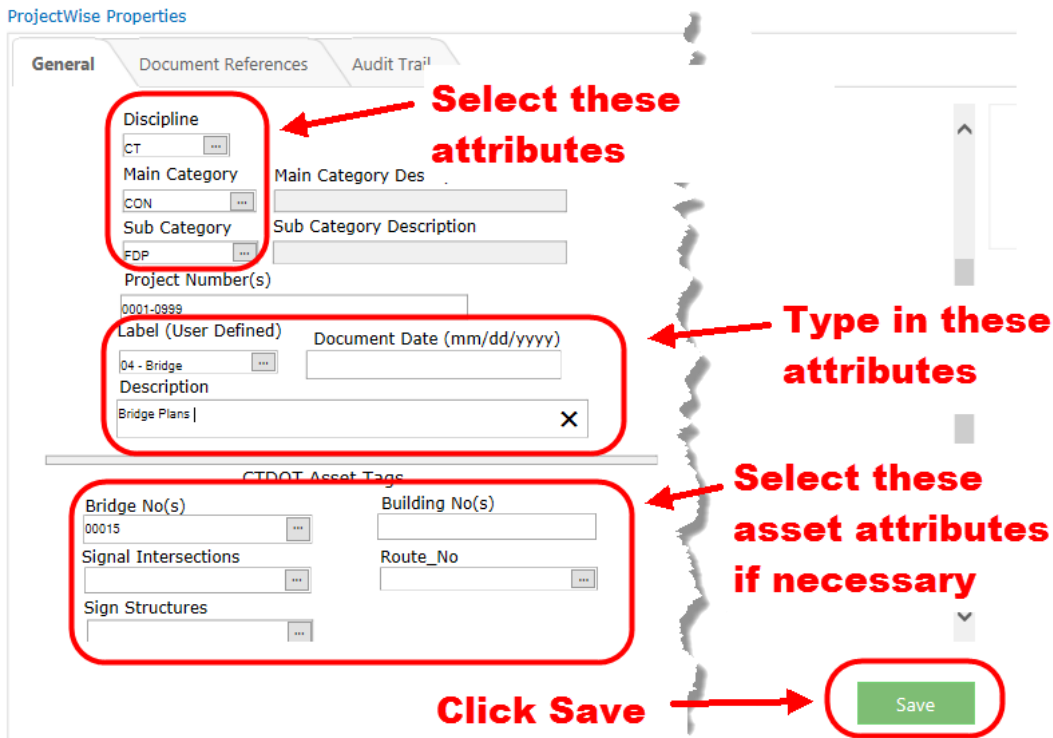 ProjectWise Properties
General Document References Audit Trail
Select these
attributes
Discipline
CT ...
Main Category Main Category Des
CON ...
Sub Category Sub Category Description
FDP ...
Project Number(s)
0001-0999
Label (User Defined) Document Date (mm/dd/yyyy)
04 - Bridge ...
Description
Bridge Plans
Type in these
attributes
CTDOT Asset Tags
Bridge No(s) Building No(s)
00015 ...
Signal Intersections Route_No
... ...
Sign Structures
...
Select these
asset attributes
if necessary
Click Save
Save